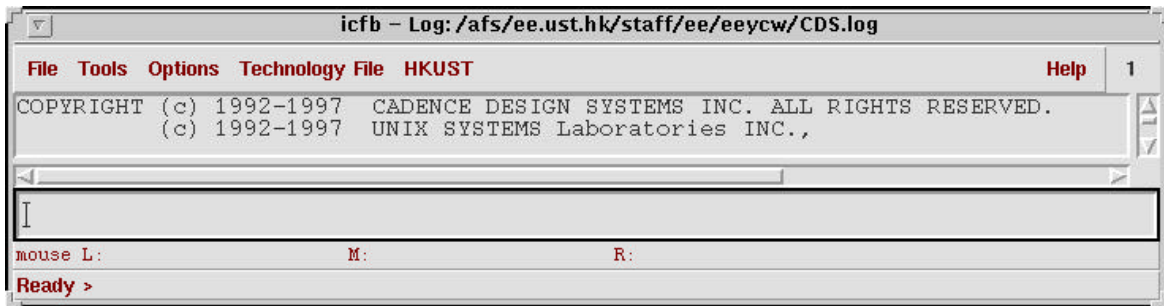 icfb – Log: /afs/ee.ust.hk/staff/ee/eeycw/CDS.log
File Tools Options Technology File HKUST Help 1
COPYRIGHT (c) 1992-1997 CADENCE DESIGN SYSTEMS INC. ALL RIGHTS RESERVED.
(c) 1992-1997 UNIX SYSTEMS Laboratories INC.,
mouse L: M: R:
Ready >